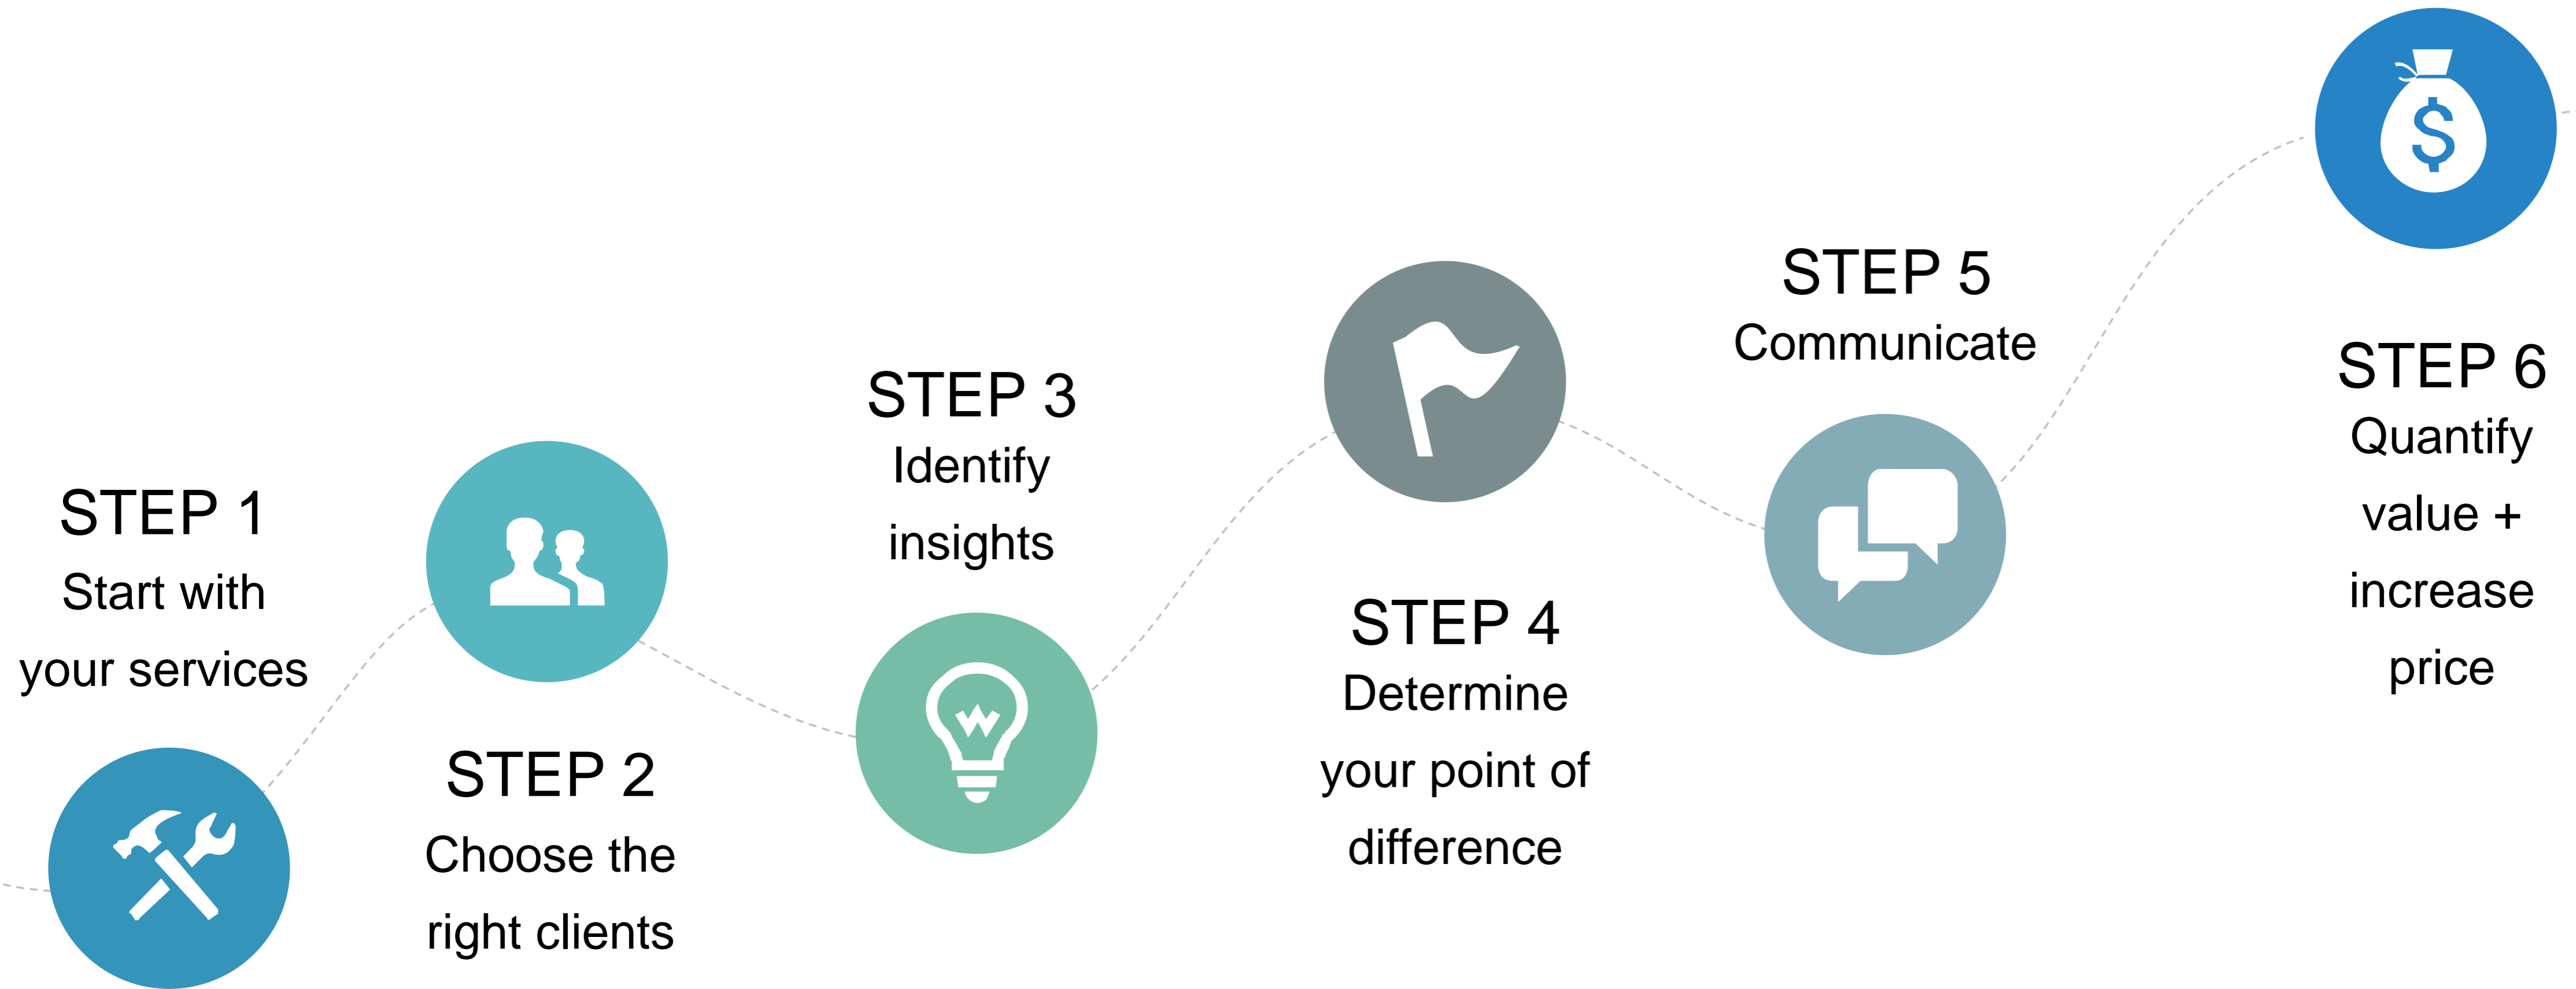 STEP 1
Start with
your services
STEP 2
Choose the
right clients
STEP 3
Identify
insights
STEP 4
Determine
your point of
difference
STEP 5
Communicate
STEP 6
Quantify
value +
increase
price
$